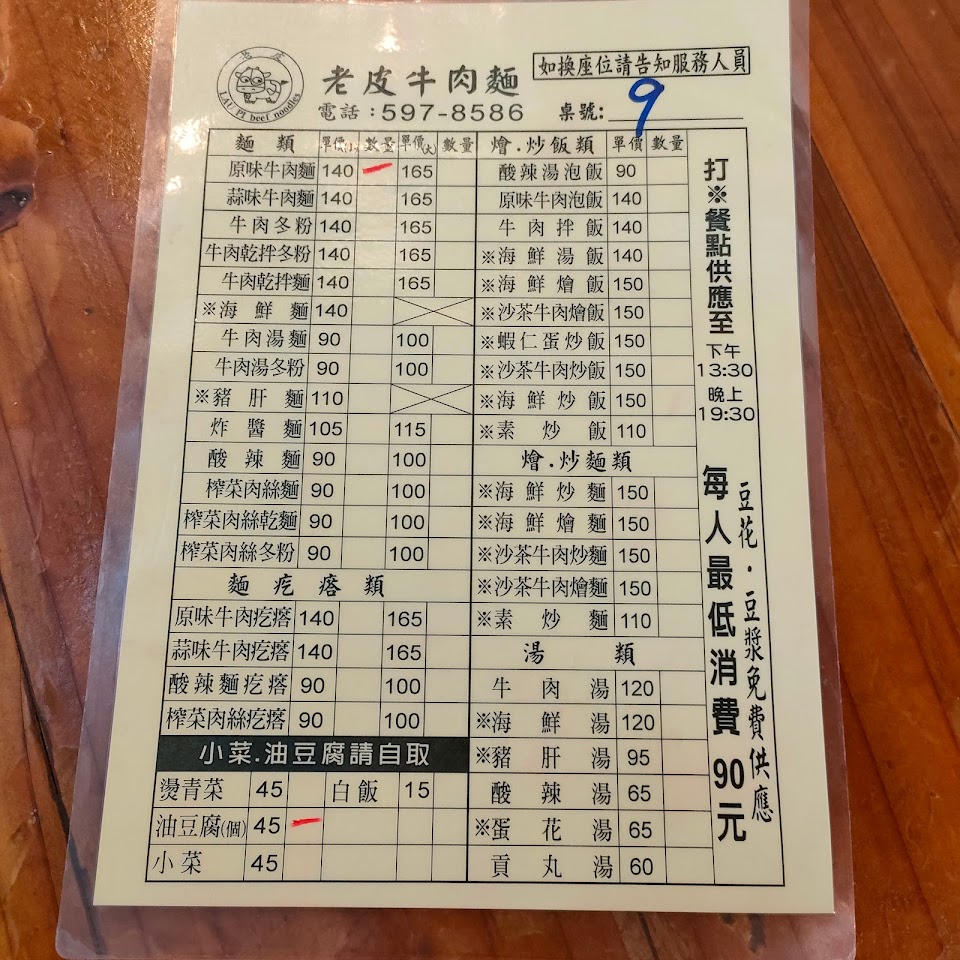 老皮
LAU PI beef noodles
老皮牛肉麵
如換座位請告知服務人員
電話：597-8586
桌號: 9
麵類 單價(小) 數量 單價(大) 數量
原味牛肉麵 140 165
蒜味牛肉麵 140 165
牛肉冬粉 140 165
牛肉乾拌冬粉 140 165
牛肉乾拌麵 140 165
※海鮮麵 140
牛肉湯麵 90 100
牛肉湯冬粉 90 100
※豬肝麵 110
炸醬麵 105 115
酸辣麵 90 100
榨菜肉絲麵 90 100
榨菜肉絲乾麵 90 100
榨菜肉絲冬粉 90 100
麵疙瘩類
原味牛肉疙瘩 140 165
蒜味牛肉疙瘩 140 165
酸辣麵疙瘩 90 100
榨菜肉絲疙瘩 90 100
小菜.油豆腐請自取
燙青菜 45 白飯 15
油豆腐(個) 45
小菜 45
燴.炒飯類 單價 數量
酸辣湯泡飯 90
原味牛肉泡飯 140
牛肉拌飯 140
※海鮮湯飯 140
※海鮮燴飯 150
※沙茶牛肉燴飯 150
※蝦仁蛋炒飯 150
※沙茶牛肉炒飯 150
※海鮮炒飯 150
※素炒飯 110
燴.炒麵類
※海鮮炒麵 150
※海鮮燴麵 150
※沙茶牛肉炒麵 150
※沙茶牛肉燴麵 150
※素炒麵 110
湯類
牛肉湯 120
※海鮮湯 120
※豬肝湯 95
酸辣湯 65
※蛋花湯 65
貢丸湯 60
打※餐點供應至
下午
13:30
晚上
19:30
每人最低消費90元
豆花．豆漿免費供應